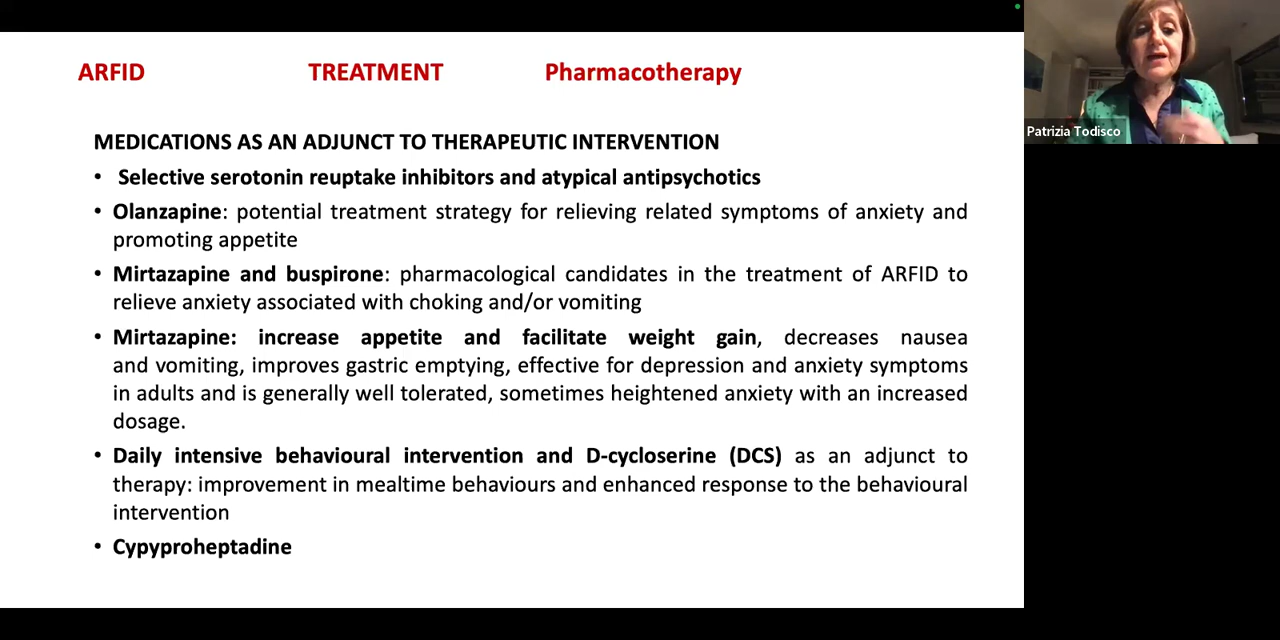 ARFID TREATMENT Pharmacotherapy
Patrizia Todisco
MEDICATIONS AS AN ADJUNCT TO THERAPEUTIC INTERVENTION
• Selective serotonin reuptake inhibitors and atypical antipsychotics
• Olanzapine: potential treatment strategy for relieving related symptoms of anxiety and
promoting appetite
• Mirtazapine and buspirone: pharmacological candidates in the treatment of ARFID to
relieve anxiety associated with choking and/or vomiting
• Mirtazapine: increase appetite and facilitate weight gain, decreases nausea
and vomiting, improves gastric emptying, effective for depression and anxiety symptoms
in adults and is generally well tolerated, sometimes heightened anxiety with an increased
dosage.
• Daily intensive behavioural intervention and D-cycloserine (DCS) as an adjunct to
therapy: improvement in mealtime behaviours and enhanced response to the behavioural
intervention
• Cypyproheptadine